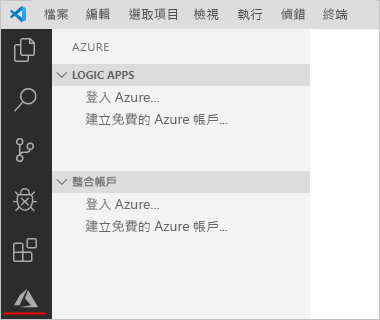 檔案 編輯 選取項目 檢視 執行 偵錯 終端
AZURE
LOGIC APPS
登入 Azure...
建立免費的 Azure 帳戶...
整合帳戶
登入 Azure...
建立免費的 Azure 帳戶...